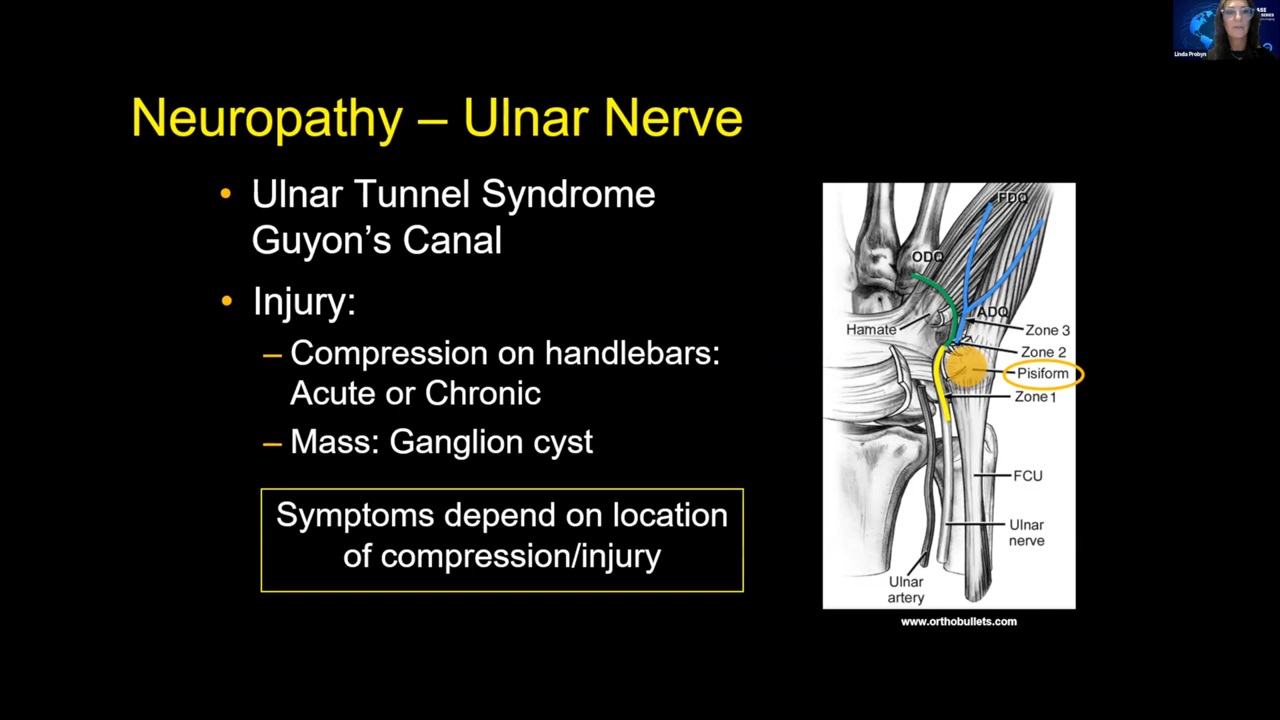 ASE
SERIES
Linda Probyn
Neuropathy – Ulnar Nerve
• Ulnar Tunnel Syndrome
Guyon's Canal
• Injury:
– Compression on handlebars:
Acute or Chronic
– Mass: Ganglion cyst
Symptoms depend on location
of compression/injury
FDQ
ODQ
ADQ
Hamate
Zone 3
Zone 2
Pisiform
Zone 1
FCU
Ulnar
nerve
Ulnar
artery
www.orthobullets.com